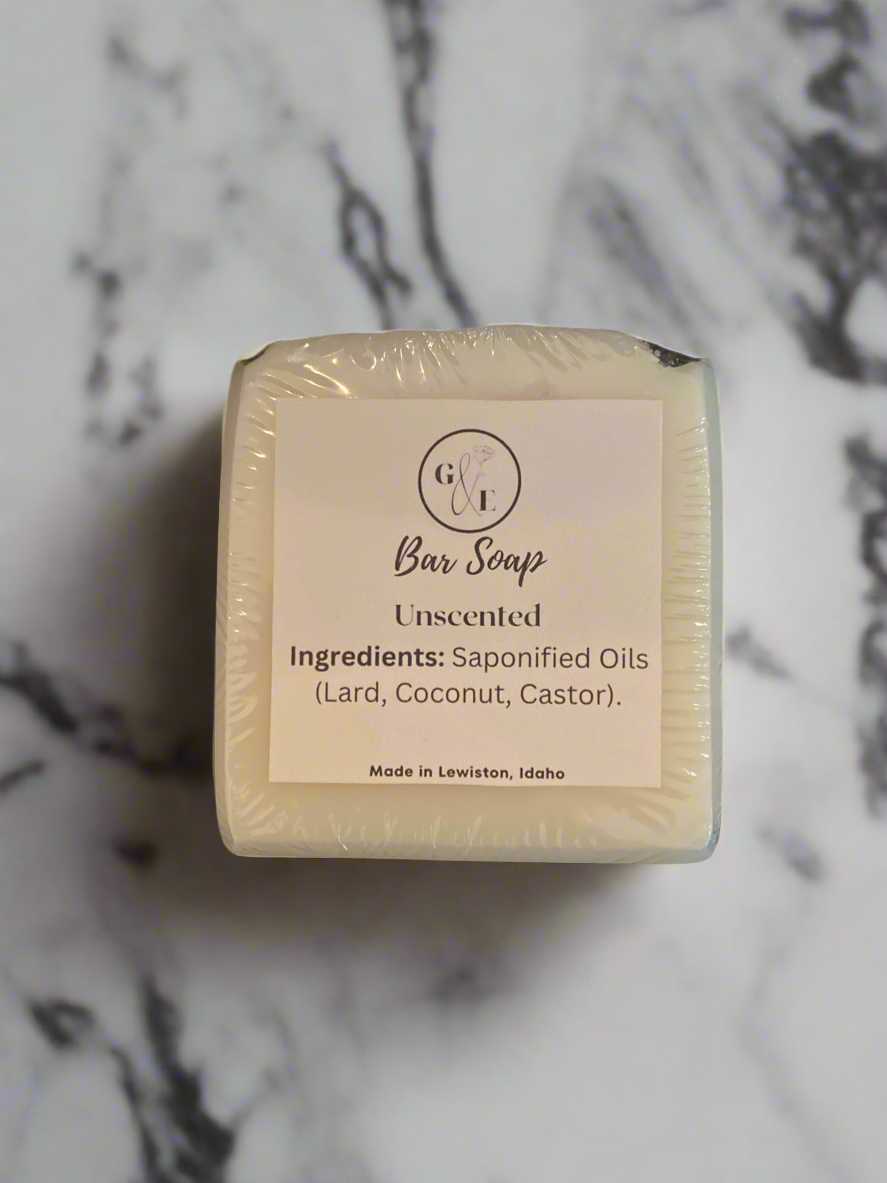 G & E
Bar Soap
Unscented
Ingredients: Saponified Oils
(Lard, Coconut, Castor).
Made in Lewiston, Idaho